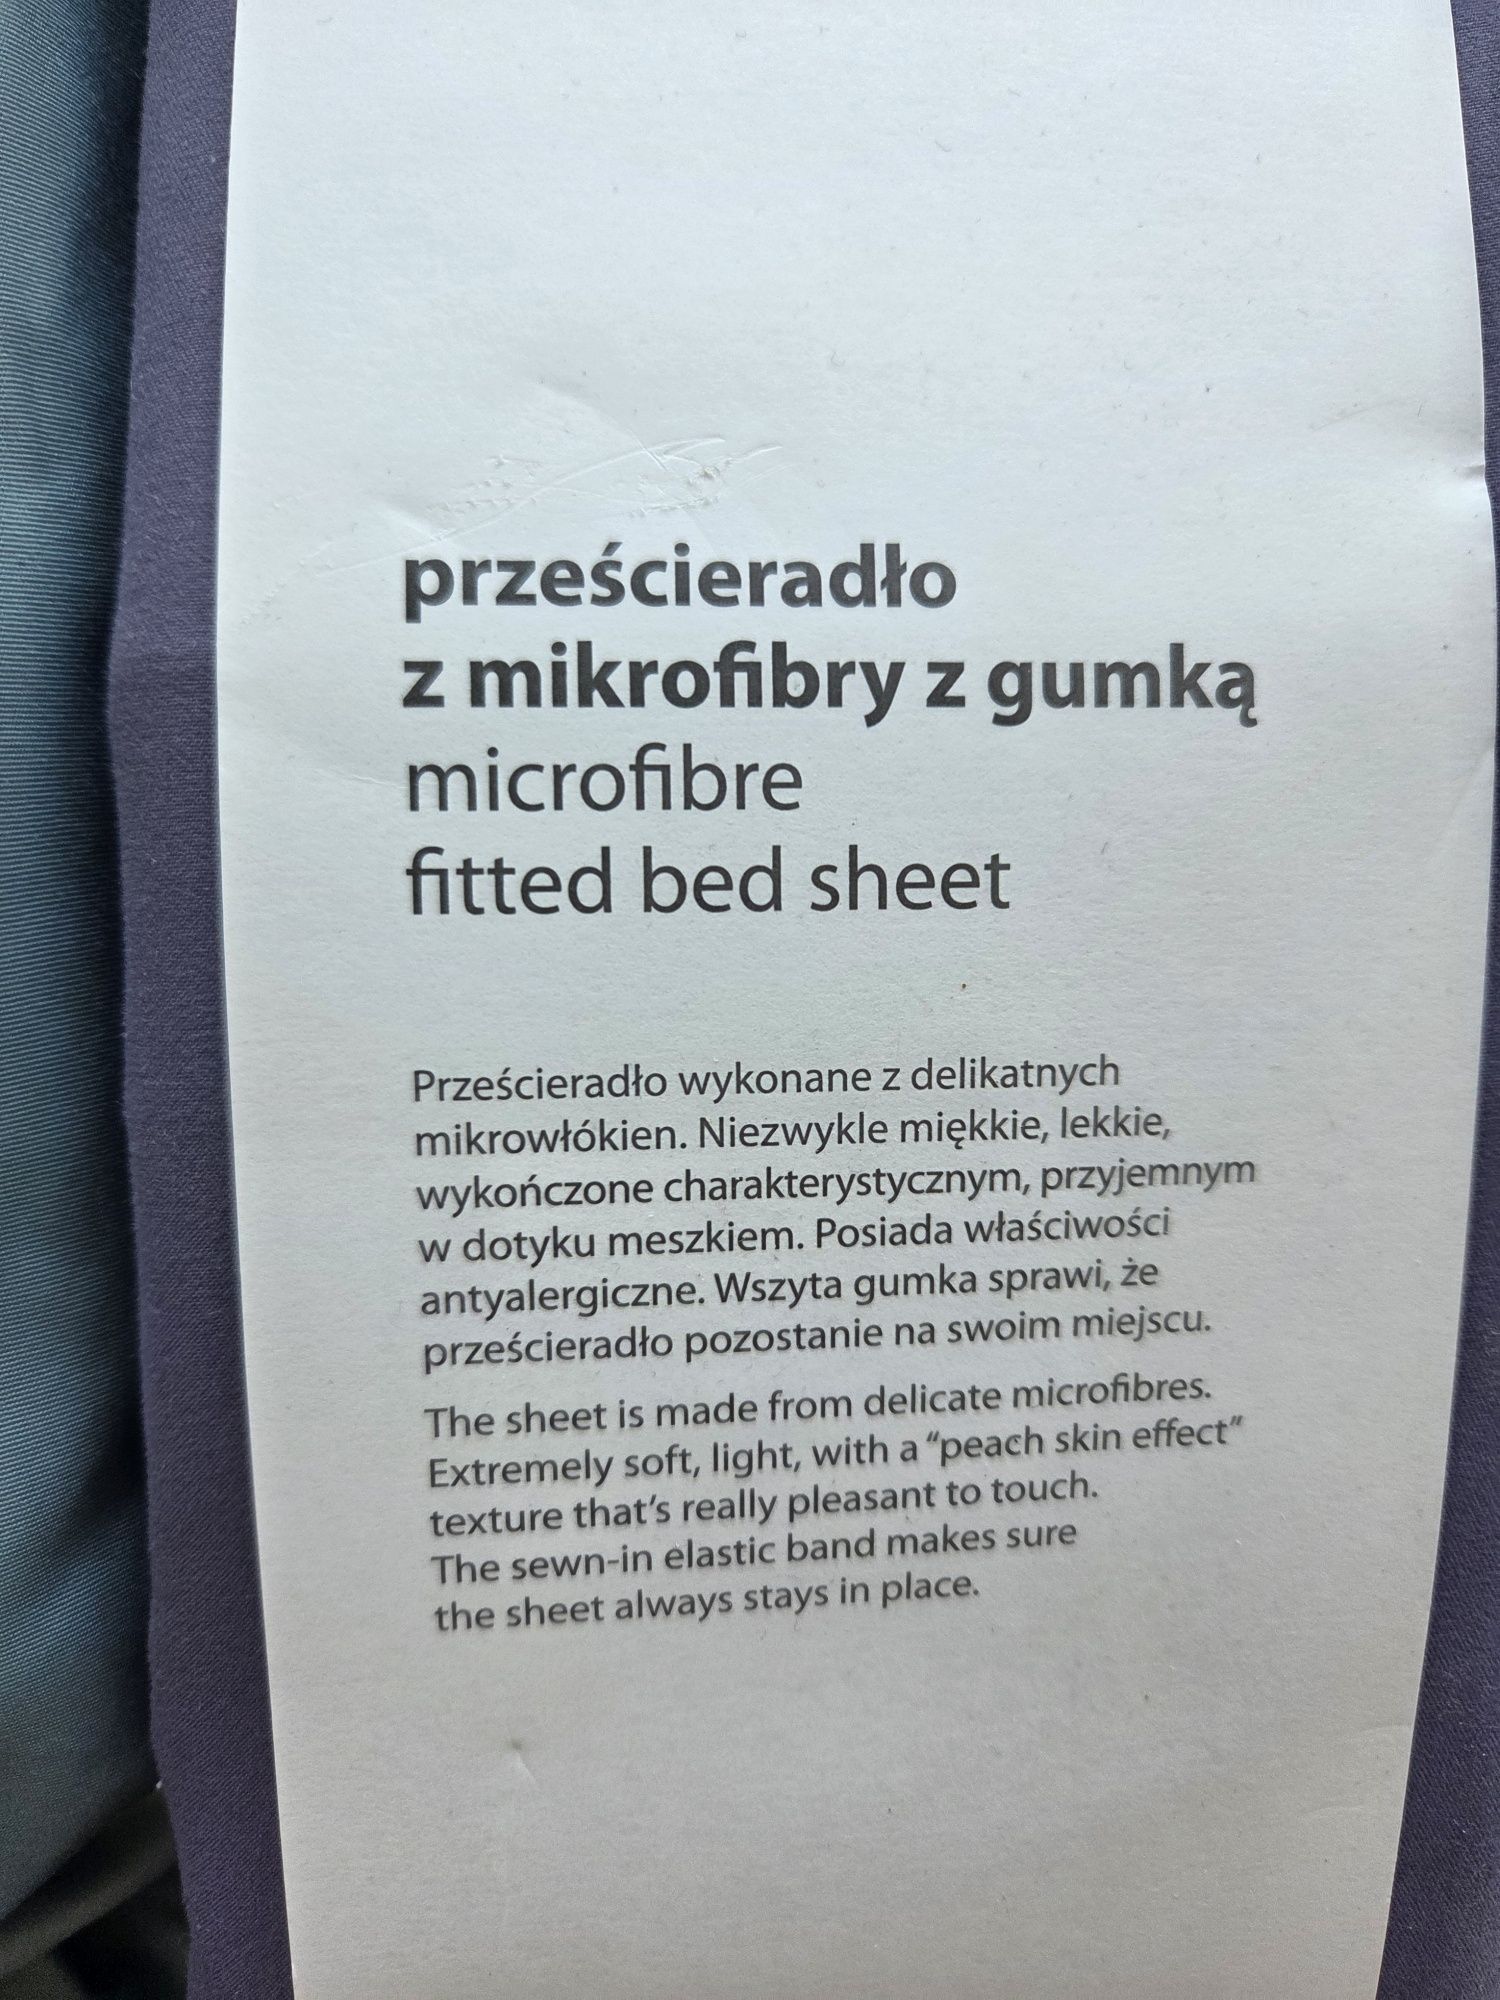 prześcieradło
z mikrofibry z gumką
microfibre
fitted bed sheet
Prześcieradło wykonane z delikatnych
mikrowłókien. Niezwykle miękkie, lekkie,
wykończone charakterystycznym, przyjemnym
w dotyku meszkiem. Posiada właściwości
antyalergiczne. Wszyta gumka sprawi, że
prześcieradło pozostanie na swoim miejscu.
The sheet is made from delicate microfibres.
Extremely soft, light, with a “peach skin effect”
texture that's really pleasant to touch.
The sewn-in elastic band makes sure
the sheet always stays in place.